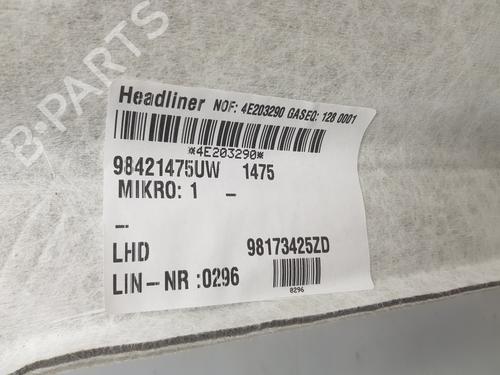 B-PARTS
Headliner NOF: 4E203290 GASEQ: 128 0001
*4E203290*
98421475UW 1475
MIKRO: 1 -
-
LHD 98173425ZD
LIN-NR :0296
0296